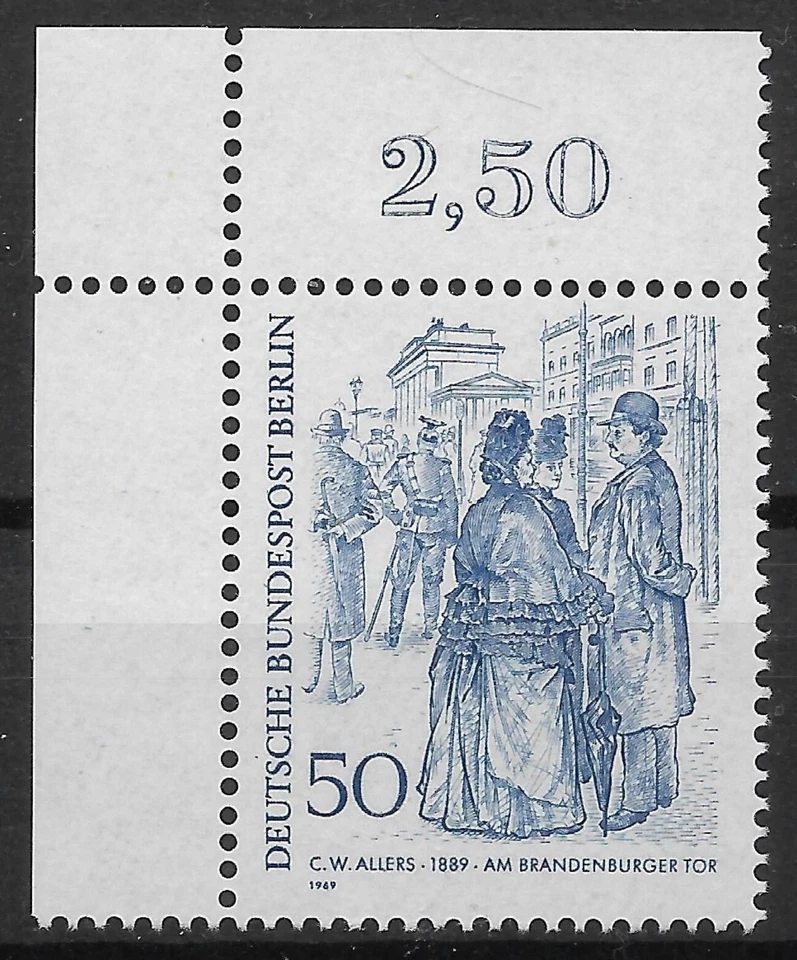 2,50
DEUTSCHE BUNDESPOST BERLIN
50
C.W. ALLERS · 1889 · AM BRANDENBURGER TOR
1969